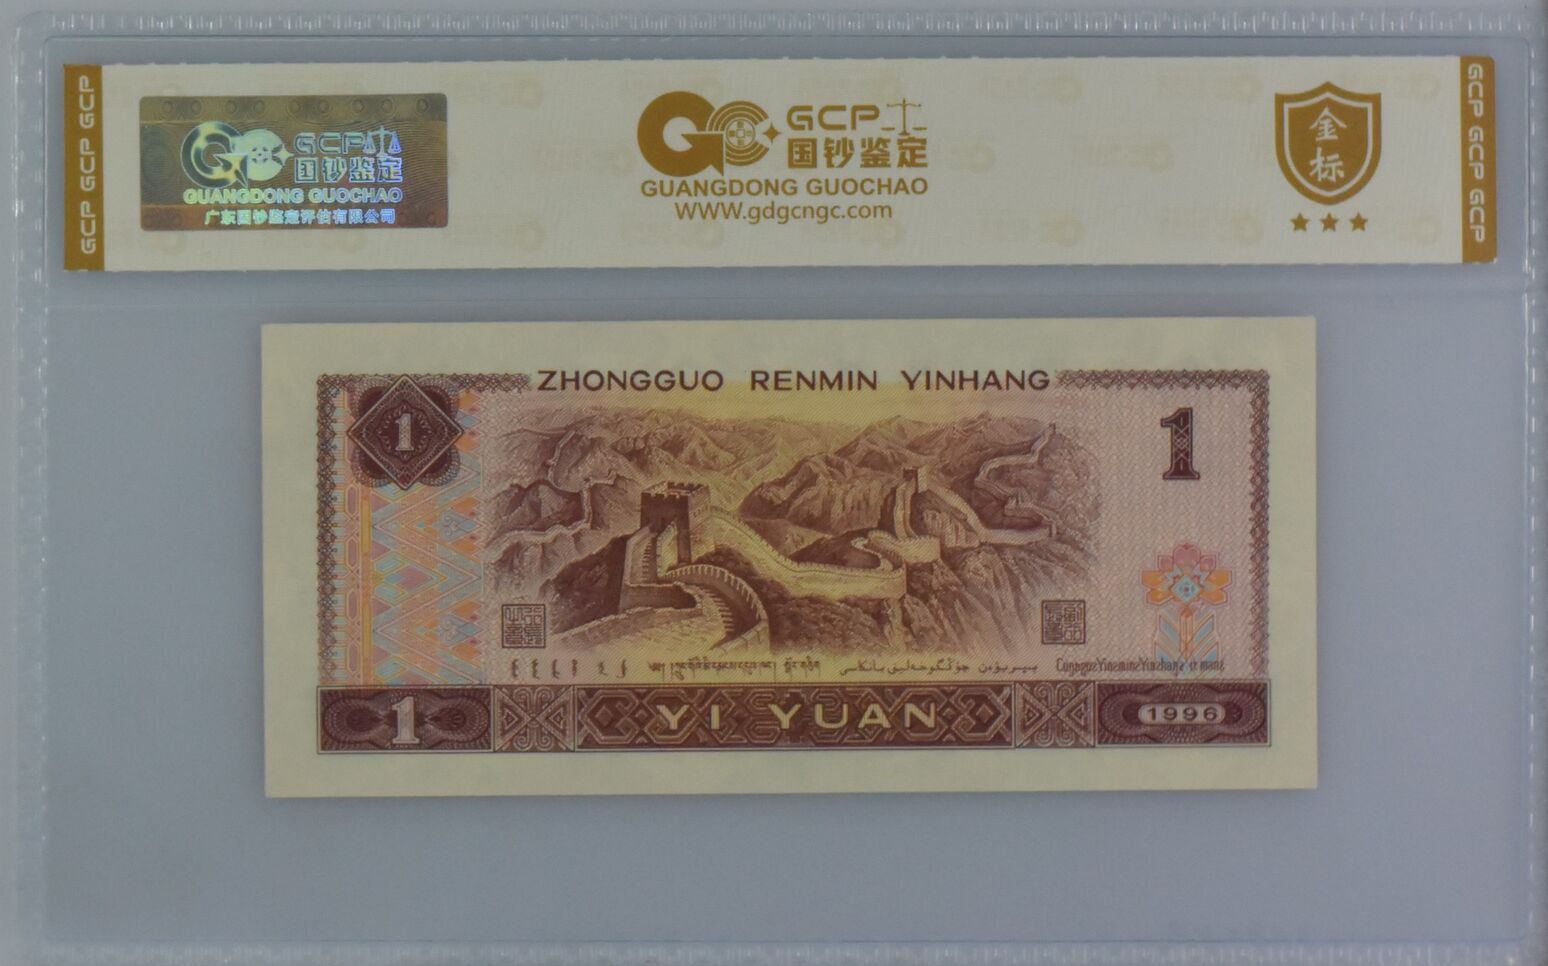 GCP GCP GCP
GCP
国钞鉴定
GUANGDONG GUOCHAO
广东国钞鉴定评估有限公司
GCP
国钞鉴定
GUANGDONG GUOCHAO
WWW.gdgcngc.com
金
标
GCP GCP GCP
ZHONGGUO RENMIN YINHANG
1
1
1
YI YUAN
1996